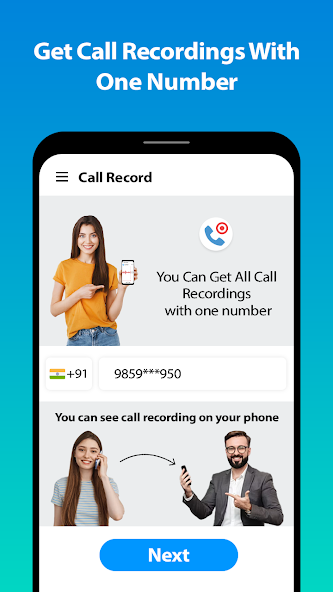 Get Call Recordings With
One Number
Call Record
You Can Get All Call
Recordings
with one number
+91
9859***950
You can see call recording on your phone
Next